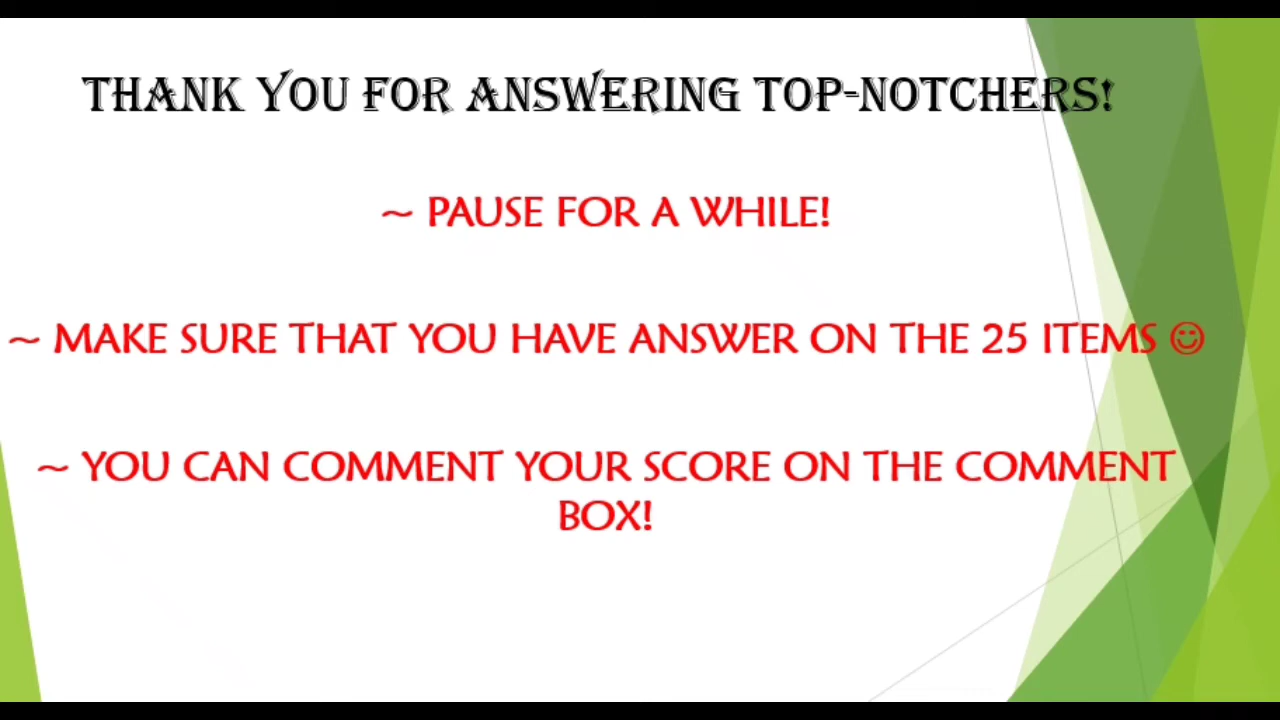 THANK YOU FOR ANSWERING TOP-NOTCHERS!
~ PAUSE FOR A WHILE!
~ MAKE SURE THAT YOU HAVE ANSWER ON THE 25 ITEMS 😊
~ YOU CAN COMMENT YOUR SCORE ON THE COMMENT
BOX!